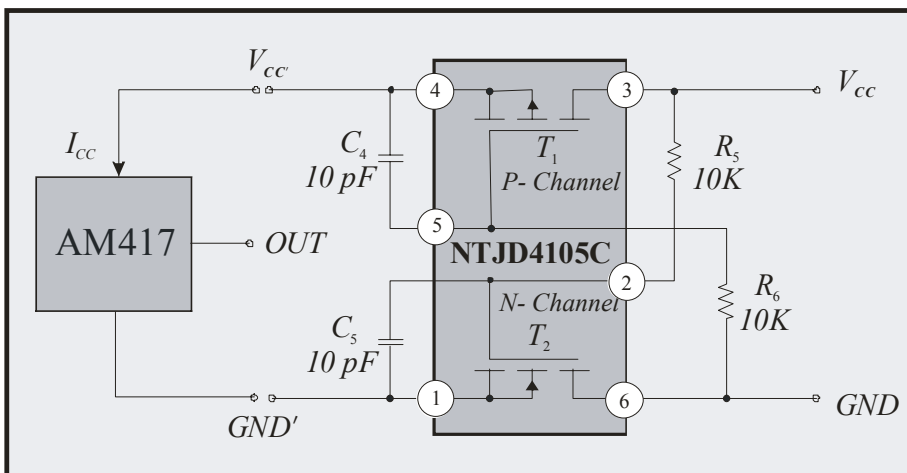 V_CC'
4
3
V_cc
I_CC
C_4
10 pF
T_1
P- Channel
R_5
10K
AM417
OUT
5
NTJD4105C
2
N- Channel
R_6
10K
C_5
10 pF
T_2
1
6
GND'
GND